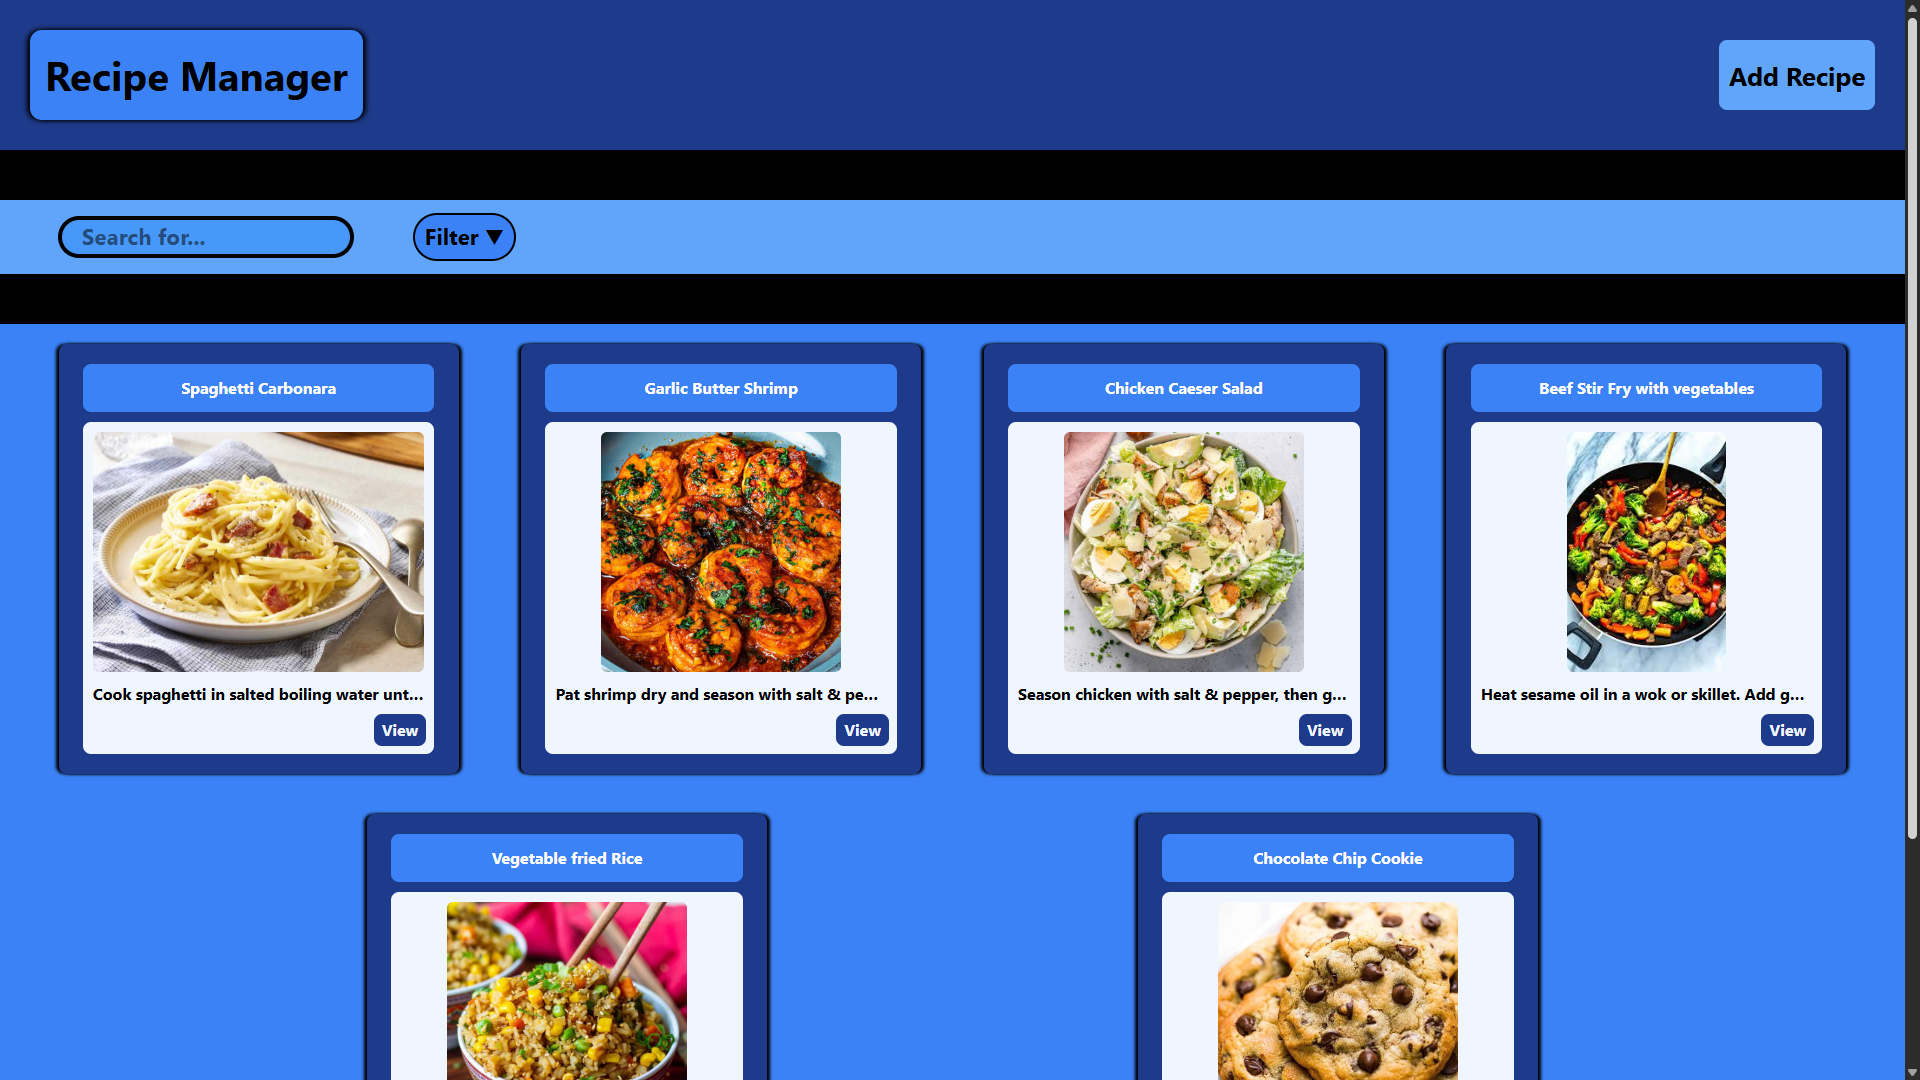 Recipe Manager
Add Recipe
Search for...
Filter ▼
Spaghetti Carbonara
Garlic Butter Shrimp
Chicken Caeser Salad
Beef Stir Fry with vegetables
Cook spaghetti in salted boiling water unt...
Pat shrimp dry and season with salt & pe...
Season chicken with salt & pepper, then g...
Heat sesame oil in a wok or skillet. Add g...
View
View
View
View
Vegetable fried Rice
Chocolate Chip Cookie